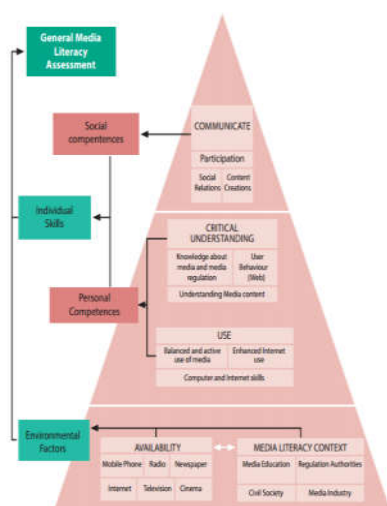 General Media
Literacy
Assessment
Social
compentences
COMMUNICATE
Participation
Social
Relations
Content
Creations
Individual
Skills
CRITICAL
UNDERSTANDING
Knowledge about
media and media
regulation
User
Behaviour
(Web)
Understanding Media content
Personal
Competences
USE
Balanced and active
use of media
Enhanced Internet
use
Computer and Internet skills
Environmental
Factors
AVAILABILITY
Mobile Phone
Radio
Newspaper
Internet
Television
Cinema
MEDIA LITERACY CONTEXT
Media Education
Regulation Authorities
Civil Society
Media Industry